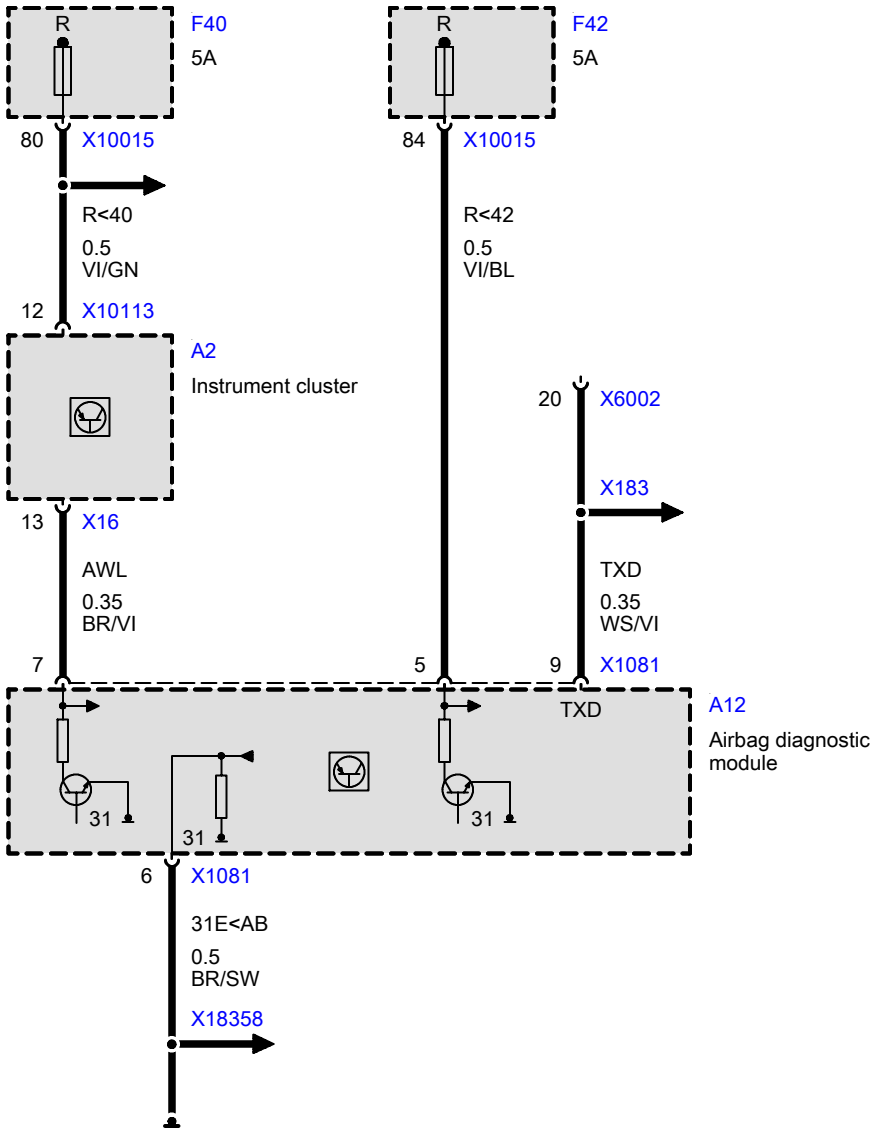 R
F40
5A
R
F42
5A
80 X10015
84 X10015
R<40
0.5
VI/GN
R<42
0.5
VI/BL
12 X10113
A2
Instrument cluster
20 X6002
X183
13 X16
AWL
0.35
BR/VI
TXD
0.35
WS/VI
7
5
9 X1081
TXD
A12
Airbag diagnostic
module
31
31
31
6 X1081
31E<AB
0.5
BR/SW
X18358